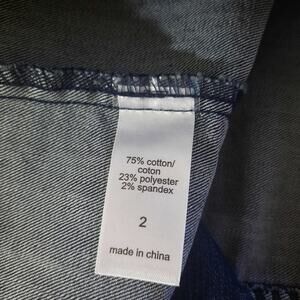 75% cotton/
coton
23% polyester
2% spandex
2
made in china